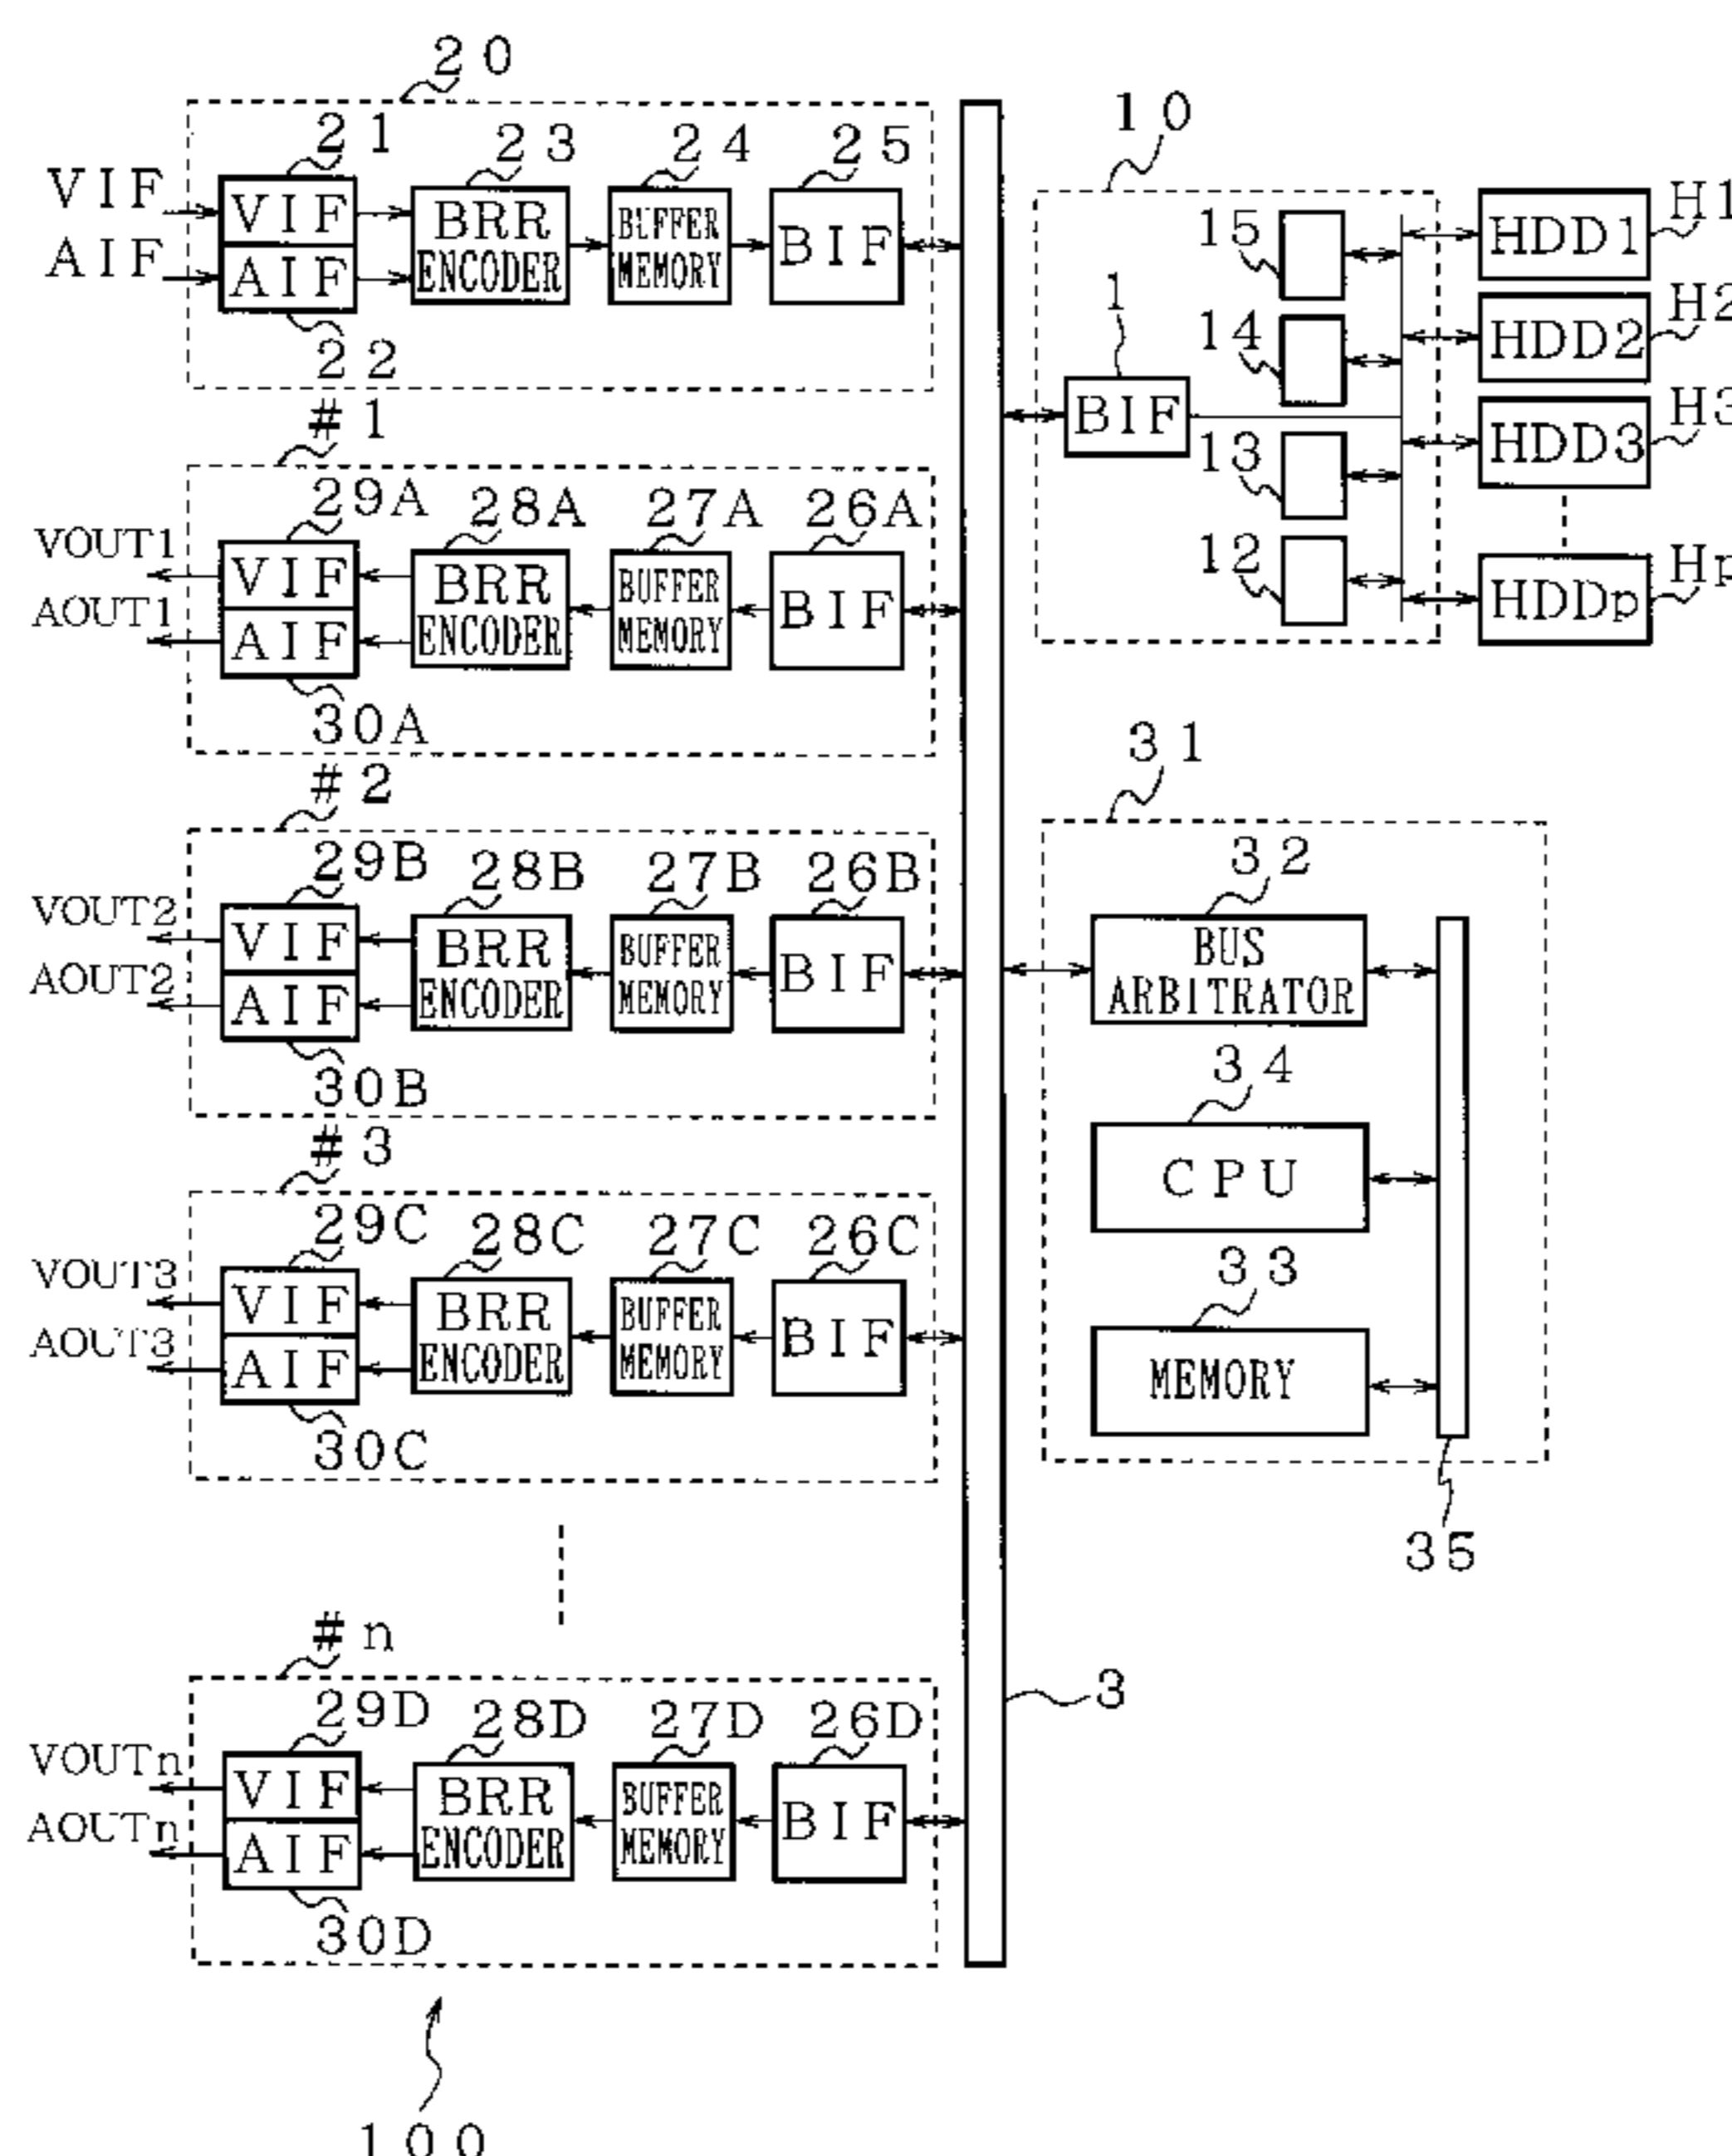 20
21
23
24
25
VIF
VIF
BRR
ENCODER
BUFFER
MEMORY
BIF
AIF
AIF
22
#1
29A
28A
27A
26A
VOUT1
VIF
BRR
ENCODER
BUFFER
MEMORY
BIF
AOUT1
AIF
30A
#2
29B
28B
27B
26B
VOUT2
VIF
BRR
ENCODER
BUFFER
MEMORY
BIF
AOUT2
AIF
30B
#3
29C
28C
27C
26C
VOUT3
VIF
BRR
ENCODER
BUFFER
MEMORY
BIF
AOUT3
AIF
30C
#n
29D
28D
27D
26D
VOUTn
VIF
BRR
ENCODER
BUFFER
MEMORY
BIF
AOUTn
AIF
30D
3
10
15
14
1
BIF
13
12
HDD1
H1
HDD2
H2
HDD3
H3
HDDp
Hp
31
32
BUS
ARBITRATOR
34
CPU
33
MEMORY
35
100